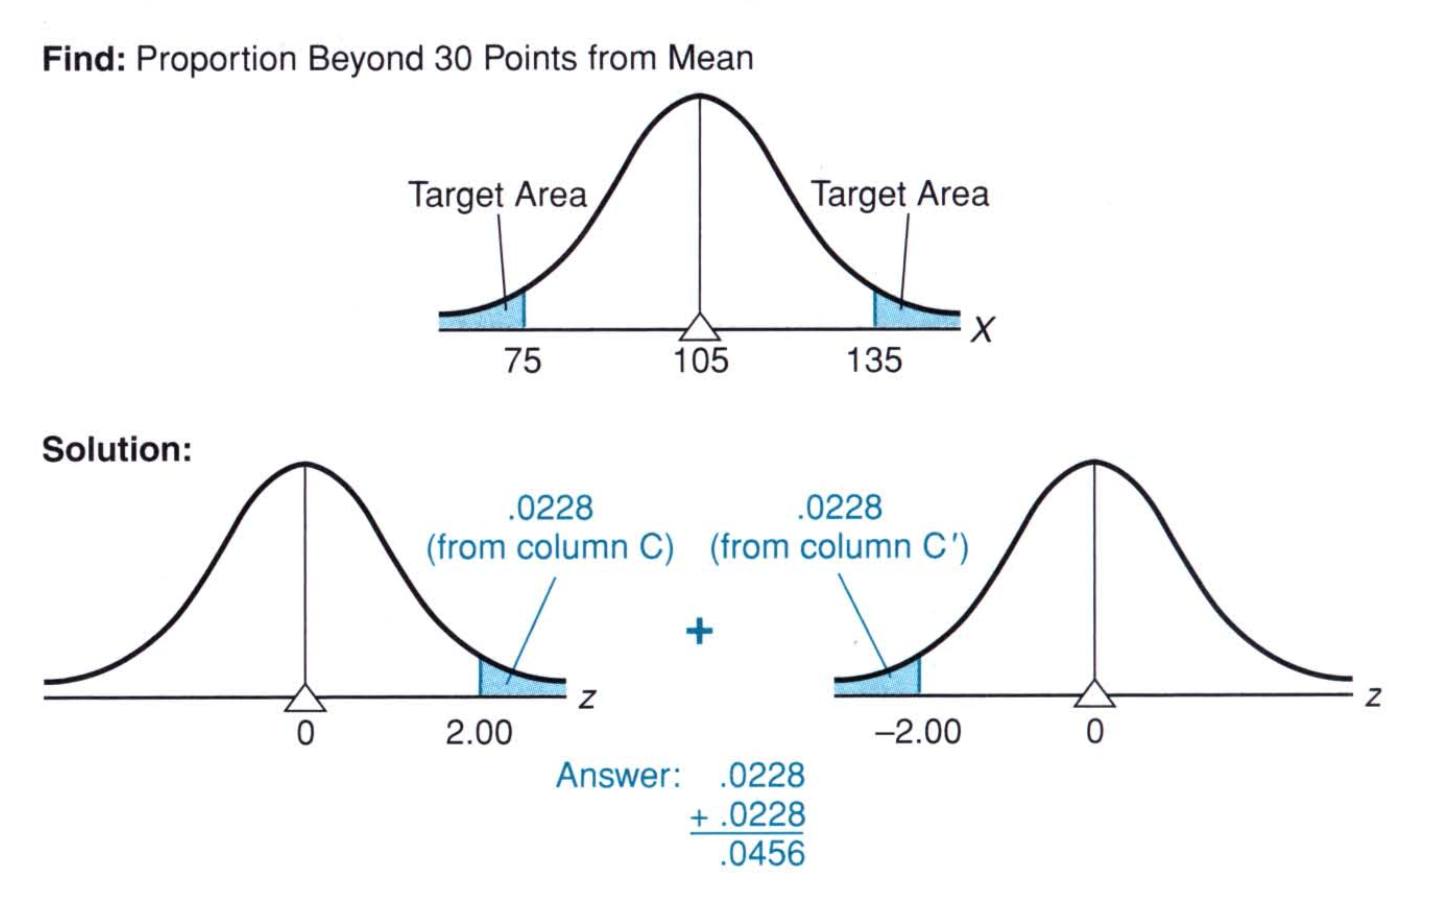 Find: Proportion Beyond 30 Points from Mean
Target Area
Target Area
X
75
105
135
Solution:
.0228
(from column C)
.0228
(from column C′)
+
z
z
0
2.00
–2.00
0
Answer: .0228
+ .0228
.0456